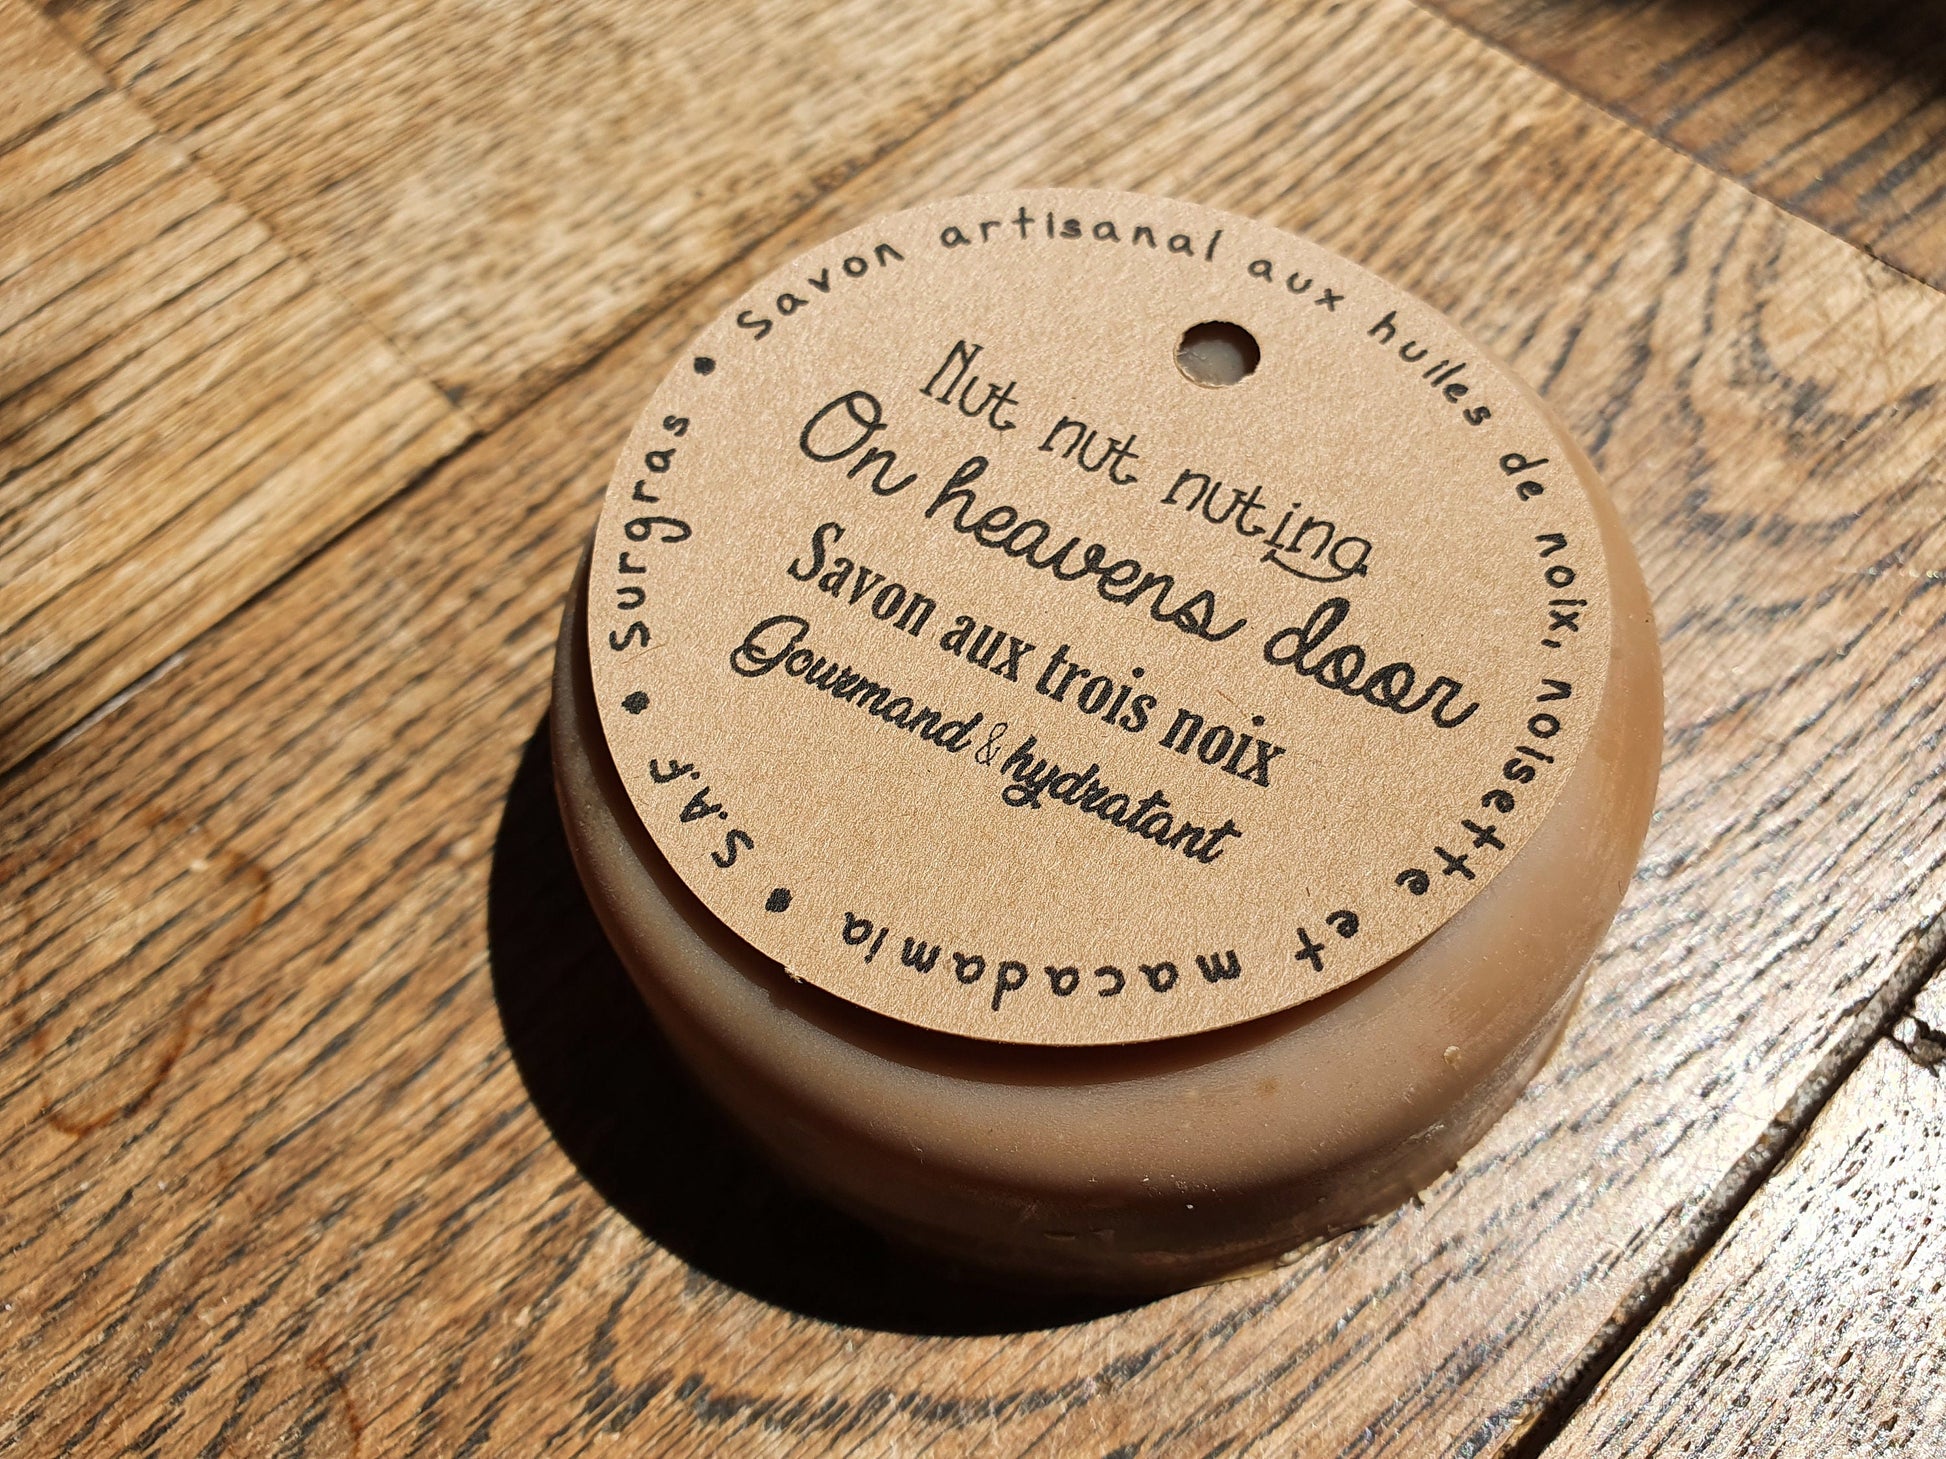 Savon artisanal aux huiles de noix, noisette et macadamia • S.A.F • Surgras •
Nut nut nuting
On heavens door
Savon aux trois noix
Gourmand & hydratant